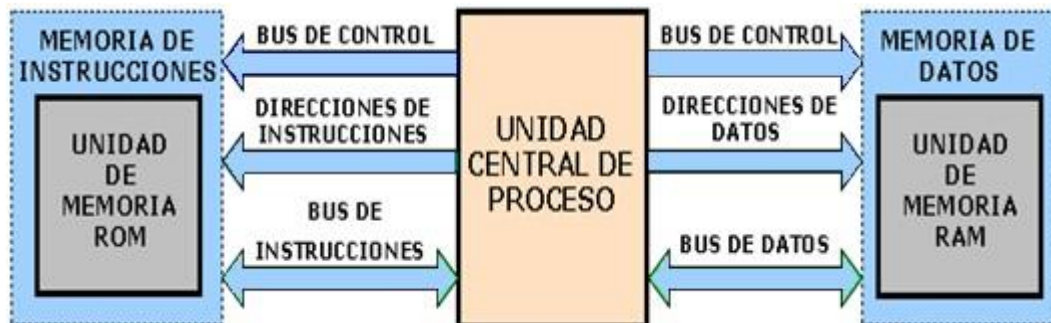 MEMORIA DE
INSTRUCCIONES
UNIDAD
DE
MEMORIA
ROM
BUS DE CONTROL
DIRECCIONES DE
INSTRUCCIONES
BUS DE
INSTRUCCIONES
UNIDAD
CENTRAL DE
PROCESO
BUS DE CONTROL
DIRECCIONES DE
DATOS
BUS DE DATOS
MEMORIA DE
DATOS
UNIDAD
DE
MEMORIA
RAM